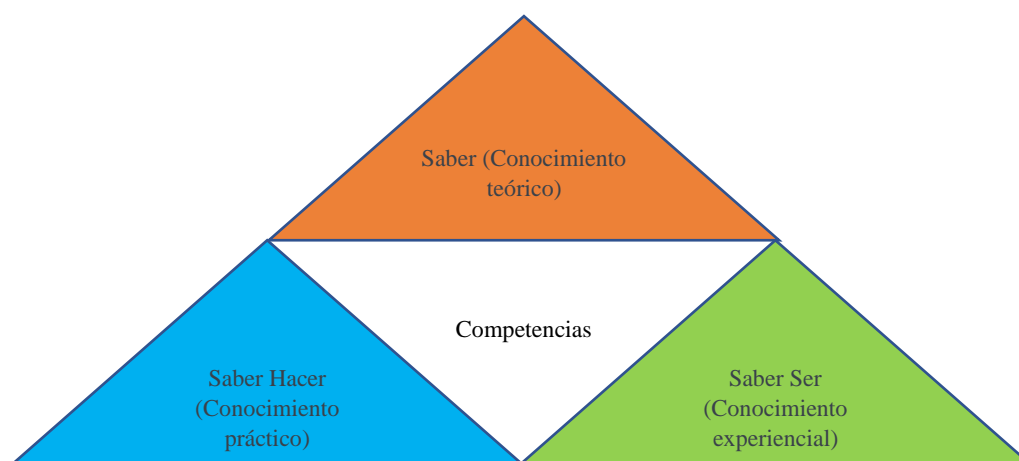 Saber (Conocimiento
teórico)
Competencias
Saber Hacer
(Conocimiento
práctico)
Saber Ser
(Conocimiento
experiencial)